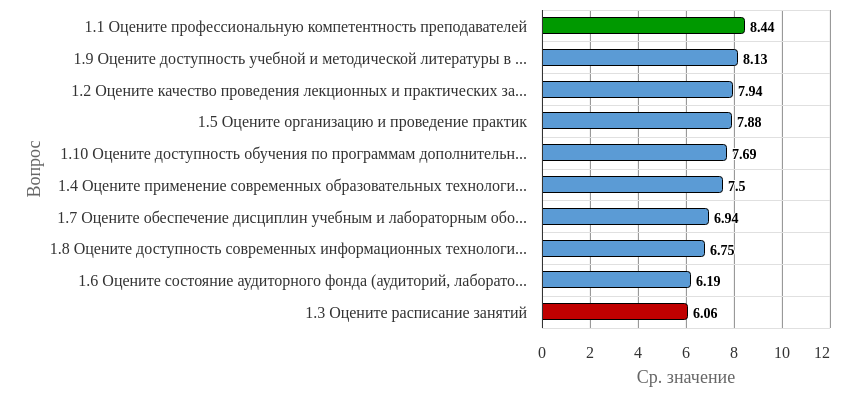 1.1 Оцените профессиональную компетентность преподавателей 8.44
1.9 Оцените доступность учебной и методической литературы в ... 8.13
1.2 Оцените качество проведения лекционных и практических за... 7.94
1.5 Оцените организацию и проведение практик 7.88
1.10 Оцените доступность обучения по программам дополнительн... 7.69
1.4 Оцените применение современных образовательных технологи... 7.5
1.7 Оцените обеспечение дисциплин учебным и лабораторным обо... 6.94
1.8 Оцените доступность современных информационных технологи... 6.75
1.6 Оцените состояние аудиторного фонда (аудиторий, лаборато... 6.19
1.3 Оцените расписание занятий 6.06
Вопрос
0 2 4 6 8 10 12
Ср. значение